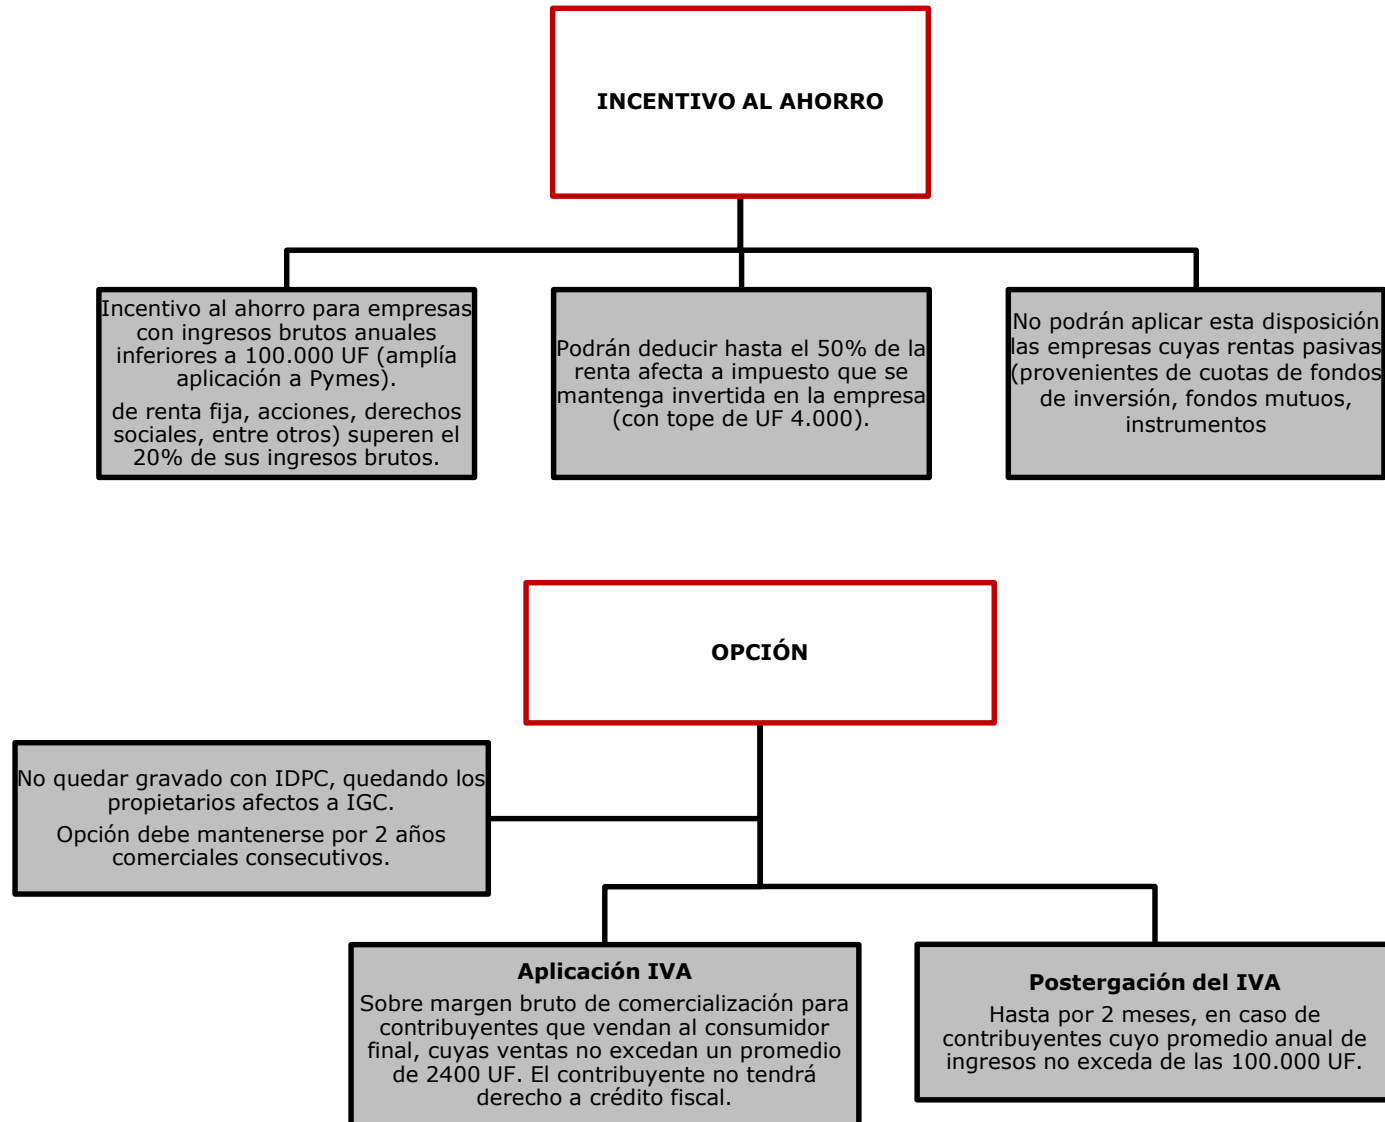 INCENTIVO AL AHORRO
Incentivo al ahorro para empresas
con ingresos brutos anuales
inferiores a 100.000 UF (amplía
aplicación a Pymes).
de renta fija, acciones, derechos
sociales, entre otros) superen el
20% de sus ingresos brutos.
Podrán deducir hasta el 50% de la
renta afecta a impuesto que se
mantenga invertida en la empresa
(con tope de UF 4.000).
No podrán aplicar esta disposición
las empresas cuyas rentas pasivas
(provenientes de cuotas de fondos
de inversión, fondos mutuos,
instrumentos
OPCIÓN
No quedar gravado con IDPC, quedando los
propietarios afectos a IGC.
Opción debe mantenerse por 2 años
comerciales consecutivos.
Aplicación IVA
Sobre margen bruto de comercialización para
contribuyentes que vendan al consumidor
final, cuyas ventas no excedan un promedio
de 2400 UF. El contribuyente no tendrá
derecho a crédito fiscal.
Postergación del IVA
Hasta por 2 meses, en caso de
contribuyentes cuyo promedio anual de
ingresos no exceda de las 100.000 UF.